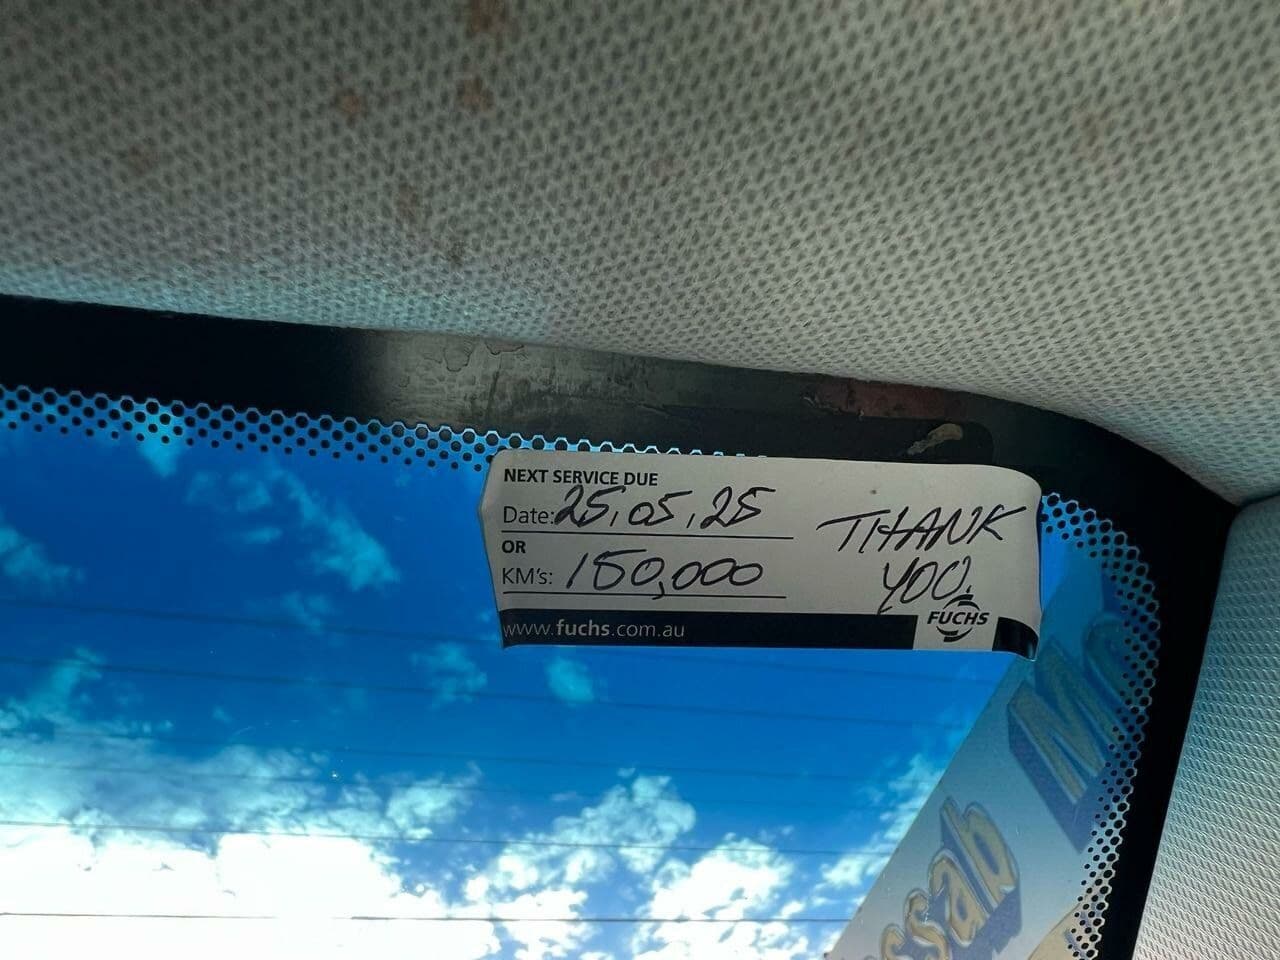 NEXT SERVICE DUE
Date: 25,05,25
OR
KM's: 150,000
THANK
YOU.
www.fuchs.com.au
FUCHS